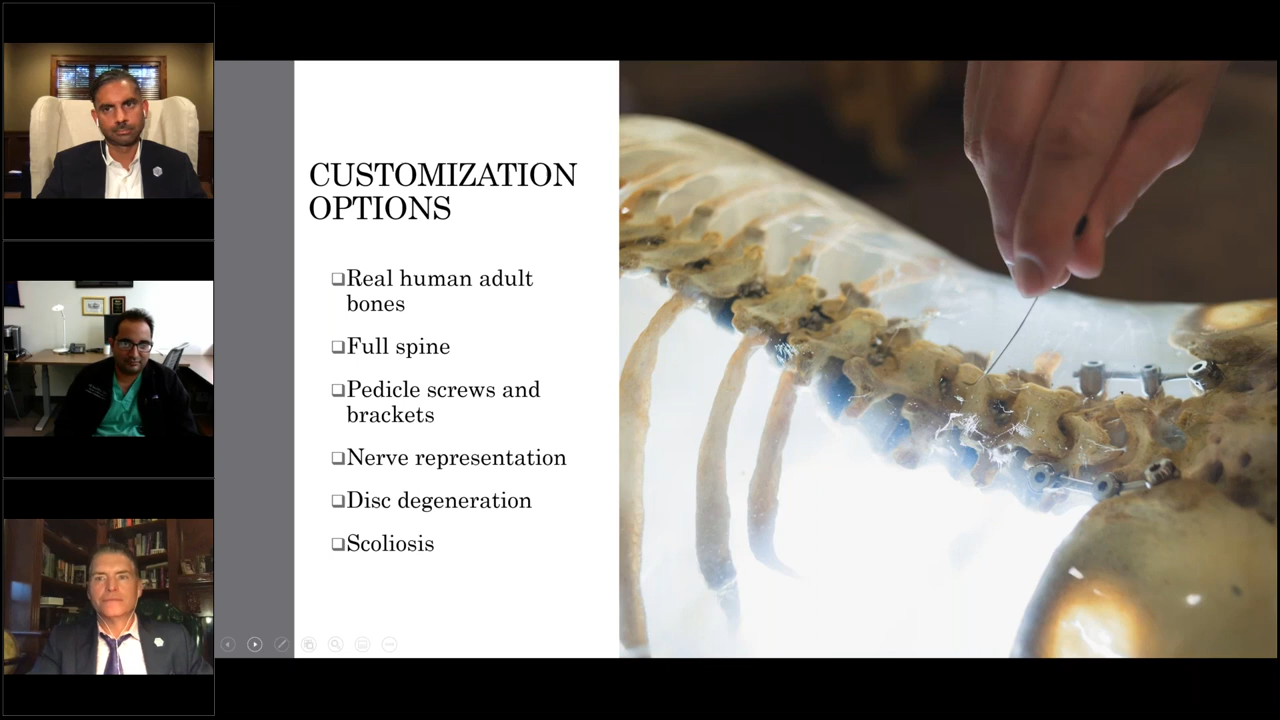 CUSTOMIZATION
OPTIONS
❑Real human adult
bones
❑Full spine
❑Pedicle screws and
brackets
❑Nerve representation
❑Disc degeneration
❑Scoliosis